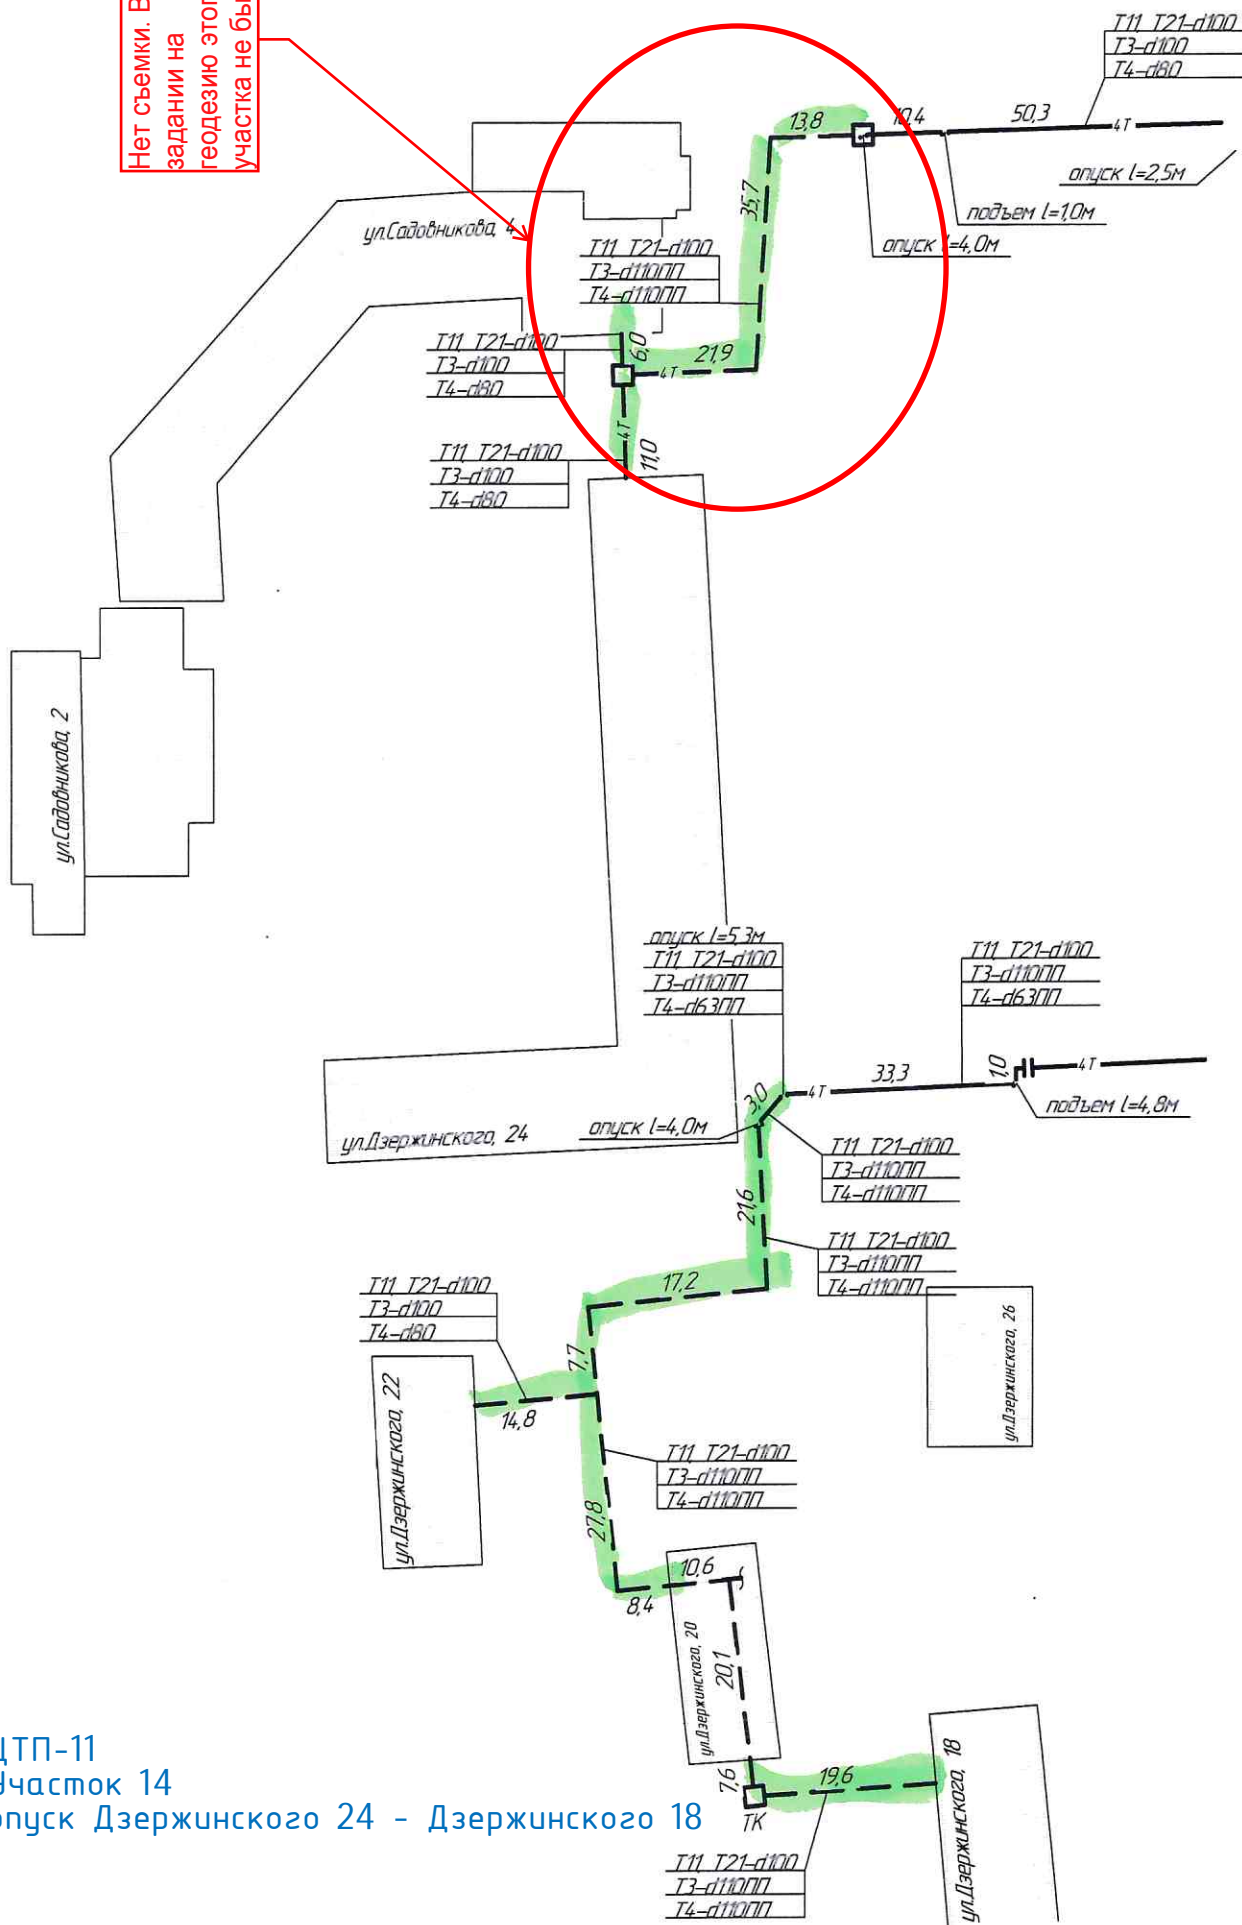 Нет съемки. В
задании на
геодезию этог
участка не бы
Т11, Т21-d100
Т3-d100
Т4-d80
13,8
10,4
50,3
4Т
опуск l=2,5м
подъем l=1,0м
опуск l=4,0м
35,7
ул.Садовникова, 4
Т11, Т21-d100
Т3-d110ПП
Т4-d110ПП
Т11, Т21-d100
Т3-d100
Т4-d80
6,0
21,9
4Т
4Т
11,0
Т11, Т21-d100
Т3-d100
Т4-d80
ул.Садовникова, 2
опуск l=5,3м
Т11, Т21-d100
Т3-d110ПП
Т4-d63ПП
Т11, Т21-d100
Т3-d110ПП
Т4-d63ПП
3,0
4Т
33,3
1,0
4Т
подъем l=4,8м
опуск l=4,0м
ул.Дзержинского, 24
Т11, Т21-d100
Т3-d110ПП
Т4-d110ПП
21,6
Т11, Т21-d100
Т3-d110ПП
Т4-d110ПП
17,2
Т11, Т21-d100
Т3-d100
Т4-d80
7,7
ул.Дзержинского, 26
ул.Дзержинского, 22
14,8
Т11, Т21-d100
Т3-d110ПП
Т4-d110ПП
27,8
10,6
8,4
ул.Дзержинского, 20
20,1
7,6
ТК
19,6
ул.Дзержинского, 18
ЦТП-11
Участок 14
опуск Дзержинского 24 - Дзержинского 18
Т11, Т21-d100
Т3-d110ПП
Т4-d110ПП